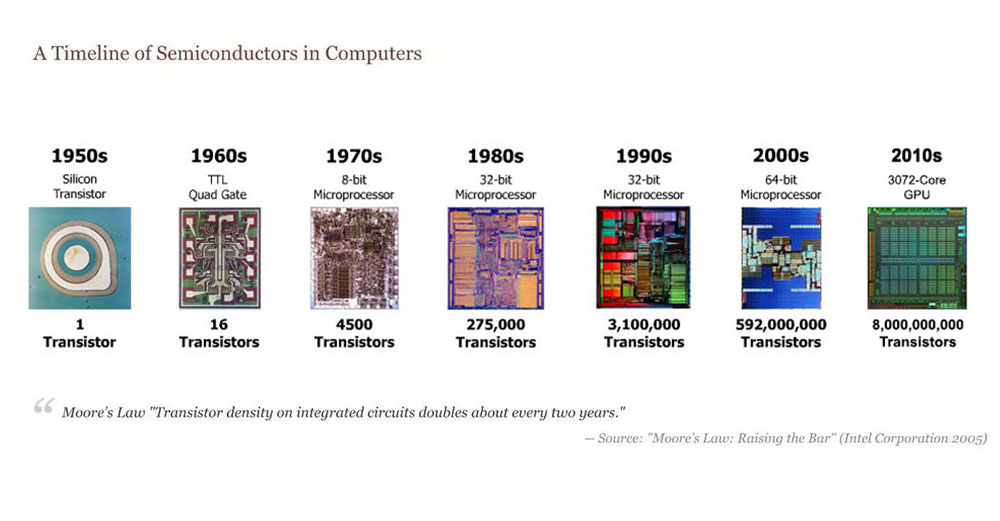 A Timeline of Semiconductors in Computers
1950s
Silicon
Transistor
1
Transistor
1960s
TTL
Quad Gate
16
Transistors
1970s
8-bit
Microprocessor
4500
Transistors
1980s
32-bit
Microprocessor
275,000
Transistors
1990s
32-bit
Microprocessor
3,100,000
Transistors
2000s
64-bit
Microprocessor
592,000,000
Transistors
2010s
3072-Core
GPU
8,000,000,000
Transistors
“ Moore’s Law "Transistor density on integrated circuits doubles about every two years."
— Source: "Moore’s Law: Raising the Bar" (Intel Corporation 2005)